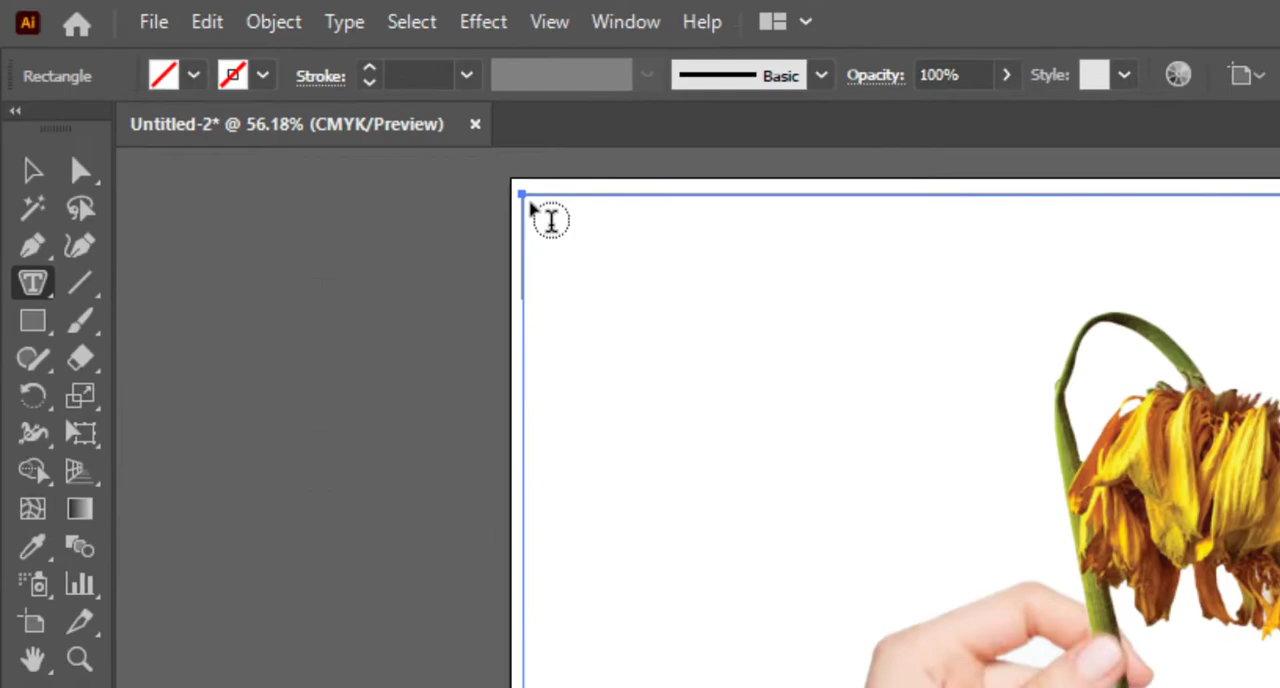 Ai File Edit Object Type Select Effect View Window Help
Rectangle Stroke: Basic Opacity: 100% Style:
Untitled-2* @ 56.18% (CMYK/Preview)